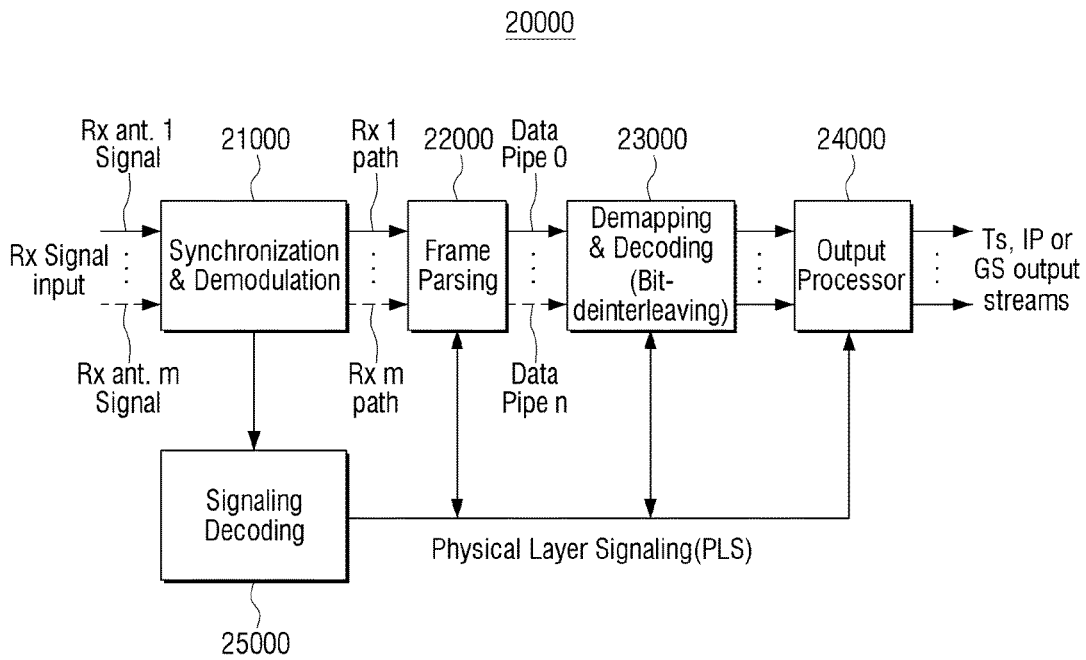 20000
Rx ant. 1
Signal
21000
Rx 1
path
22000
Data
Pipe 0
23000
24000
Rx Signal
input
Synchronization
& Demodulation
Frame
Parsing
Demapping
& Decoding
(Bit-
deinterleaving)
Output
Processor
Ts, IP or
GS output
streams
Rx ant. m
Signal
Rx m
path
Data
Pipe n
Signaling
Decoding
Physical Layer Signaling(PLS)
25000